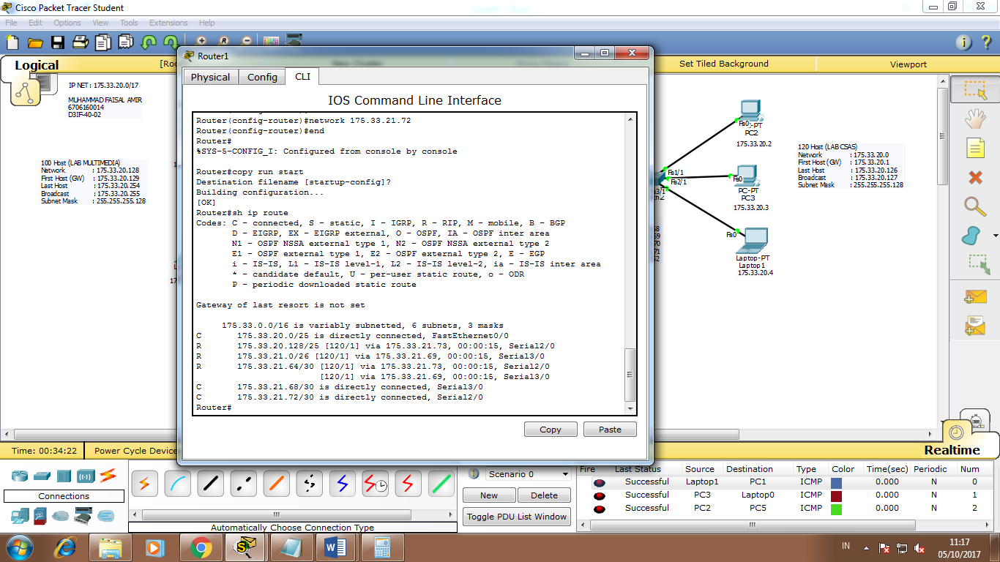 Cisco Packet Tracer Student
File Edit Options View Tools Extensions Help
Logical
[Ro
Set Tiled Background
Viewport
IP NET : 175.33.20.0/17
MUHAMMAD FAISAL AMIR
6706160014
D3IF-40-02
100 Host (LAB MULTIMEDIA)
Network : 175.33.20.128
First Host (GW) : 175.33.20.129
Last Host : 175.33.20.254
Broadcast : 175.33.20.255
Subnet Mask : 255.255.255.128
Router1
Physical Config CLI
IOS Command Line Interface
Router(config-router)#network 175.33.21.72
Router(config-router)#end
Router#
%SYS-5-CONFIG_I: Configured from console by console
Router#copy run start
Destination filename [startup-config]?
Building configuration...
[OK]
Router#sh ip route
Codes: C - connected, S - static, I - IGRP, R - RIP, M - mobile, B - BGP
D - EIGRP, EX - EIGRP external, O - OSPF, IA - OSPF inter area
N1 - OSPF NSSA external type 1, N2 - OSPF NSSA external type 2
E1 - OSPF external type 1, E2 - OSPF external type 2, E - EGP
i - IS-IS, L1 - IS-IS level-1, L2 - IS-IS level-2, ia - IS-IS inter area
* - candidate default, U - per-user static route, o - ODR
P - periodic downloaded static route
Gateway of last resort is not set
175.33.0.0/16 is variably subnetted, 6 subnets, 3 masks
C 175.33.20.0/25 is directly connected, FastEthernet0/0
R 175.33.20.128/25 [120/1] via 175.33.21.73, 00:00:15, Serial2/0
R 175.33.21.0/26 [120/1] via 175.33.21.69, 00:00:15, Serial3/0
R 175.33.21.64/30 [120/1] via 175.33.21.73, 00:00:15, Serial2/0
[120/1] via 175.33.21.69, 00:00:15, Serial3/0
C 175.33.21.68/30 is directly connected, Serial3/0
C 175.33.21.72/30 is directly connected, Serial2/0
Router#
Copy Paste
Fa0
-PT
PC2
175.33.20.2
Fa1/1
Fa2/1
Fa0
PC-PT
PC3
175.33.20.3
Fa0
Laptop-PT
Laptop1
175.33.20.4
120 Host (LAB CSAS)
Network : 175.33.20.0
First Host (GW) : 175.33.20.1
Last Host : 175.33.20.126
Broadcast : 175.33.20.127
Subnet Mask : 255.255.255.128
Time: 00:34:22
Power Cycle Device
Realtime
Connections
Automatically Choose Connection Type
Scenario 0
New Delete
Toggle PDU List Window
Fire Last Status Source Destination Type Color Time(sec) Periodic Num
Successful Laptop1 PC1 ICMP 0.000 N 0
Successful PC3 Laptop0 ICMP 0.000 N 1
Successful PC2 PC5 ICMP 0.000 N 2
IN
11:17
05/10/2017